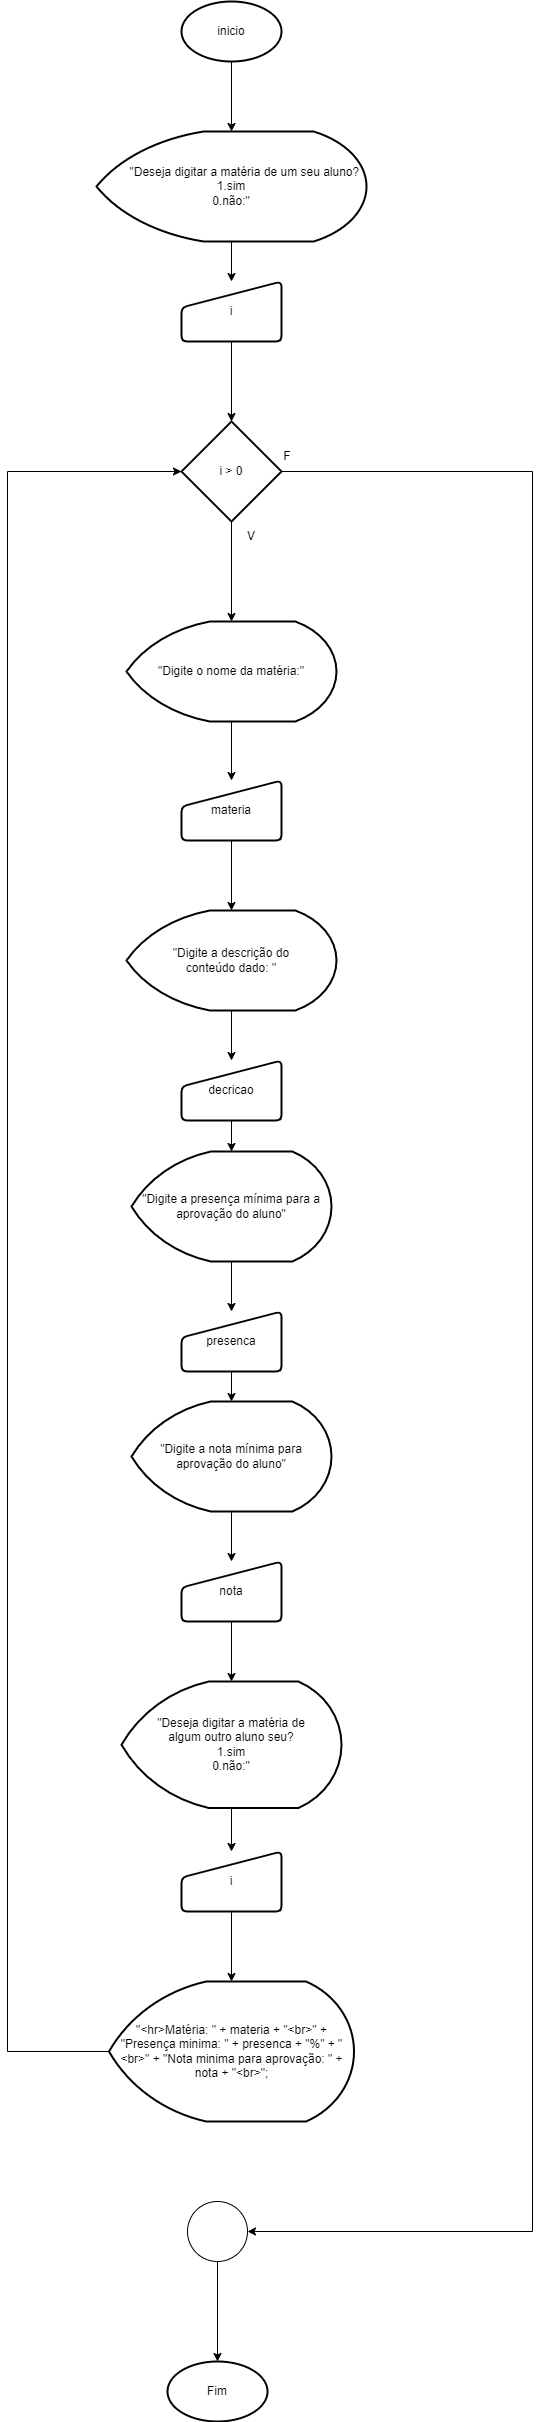 inicio
"Deseja digitar a matéria de um seu aluno?
1.sim
0.não:"
i
i > 0
F
V
"Digite o nome da matéria:"
materia
"Digite a descrição do
conteúdo dado: "
decricao
"Digite a presença mínima para a
aprovação do aluno"
presenca
"Digite a nota mínima para
aprovação do aluno"
nota
"Deseja digitar a matéria de
algum outro aluno seu?
1.sim
0.não:"
i
"<hr>Matéria: " + materia + "<br>" +
"Presença minima: " + presenca + "%" + "
<br>" + "Nota minima para aprovação: " +
nota + "<br>";
Fim